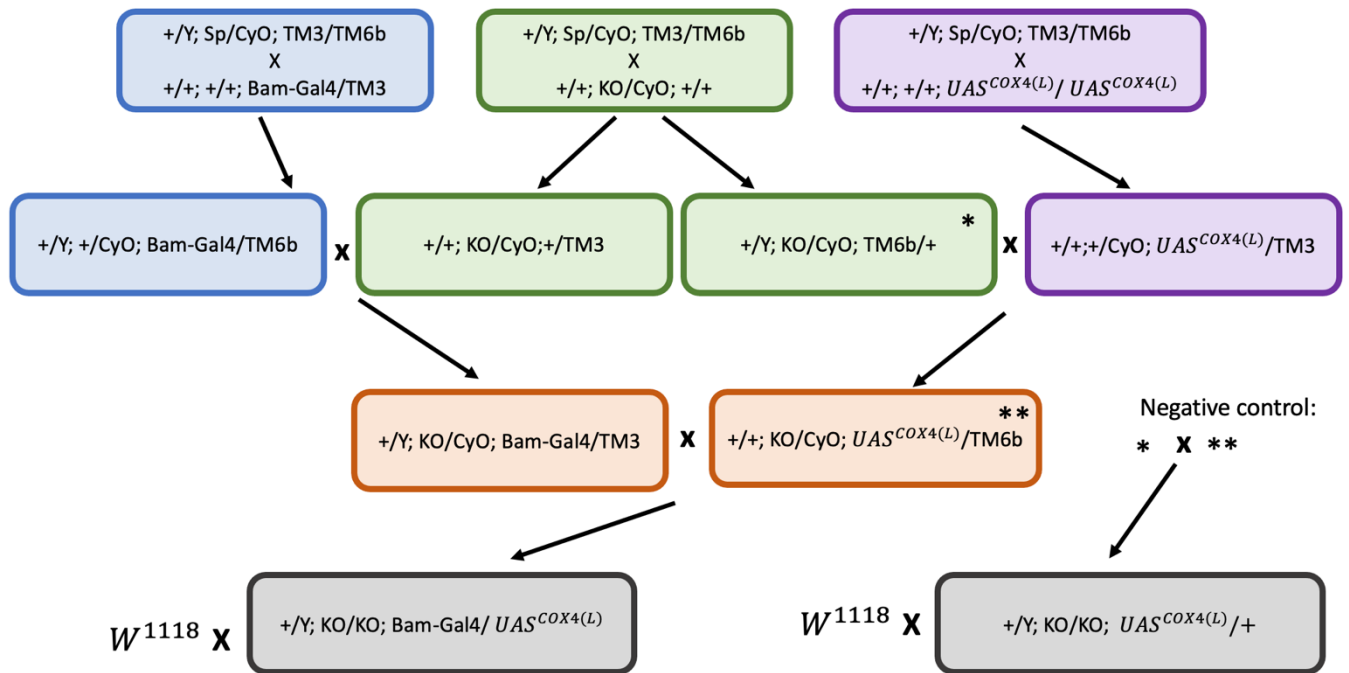 +/Y; Sp/CyO; TM3/TM6b
X
+/+; +/+; Bam-Gal4/TM3
+/Y; Sp/CyO; TM3/TM6b
X
+/+; KO/CyO; +/+
+/Y; Sp/CyO; TM3/TM6b
X
+/+; +/+; UAS^COX4(L)/ UAS^COX4(L)
+/Y; +/CyO; Bam-Gal4/TM6b
x
+/+; KO/CyO;+/TM3
+/Y; KO/CyO; TM6b/+
*
x
+/+;+/CyO; UAS^COX4(L)/TM3
+/Y; KO/CyO; Bam-Gal4/TM3
x
+/+; KO/CyO; UAS^COX4(L)/TM6b
**
Negative control:
* X **
W^1118 X
+/Y; KO/KO; Bam-Gal4/ UAS^COX4(L)
W^1118 X
+/Y; KO/KO; UAS^COX4(L)/+